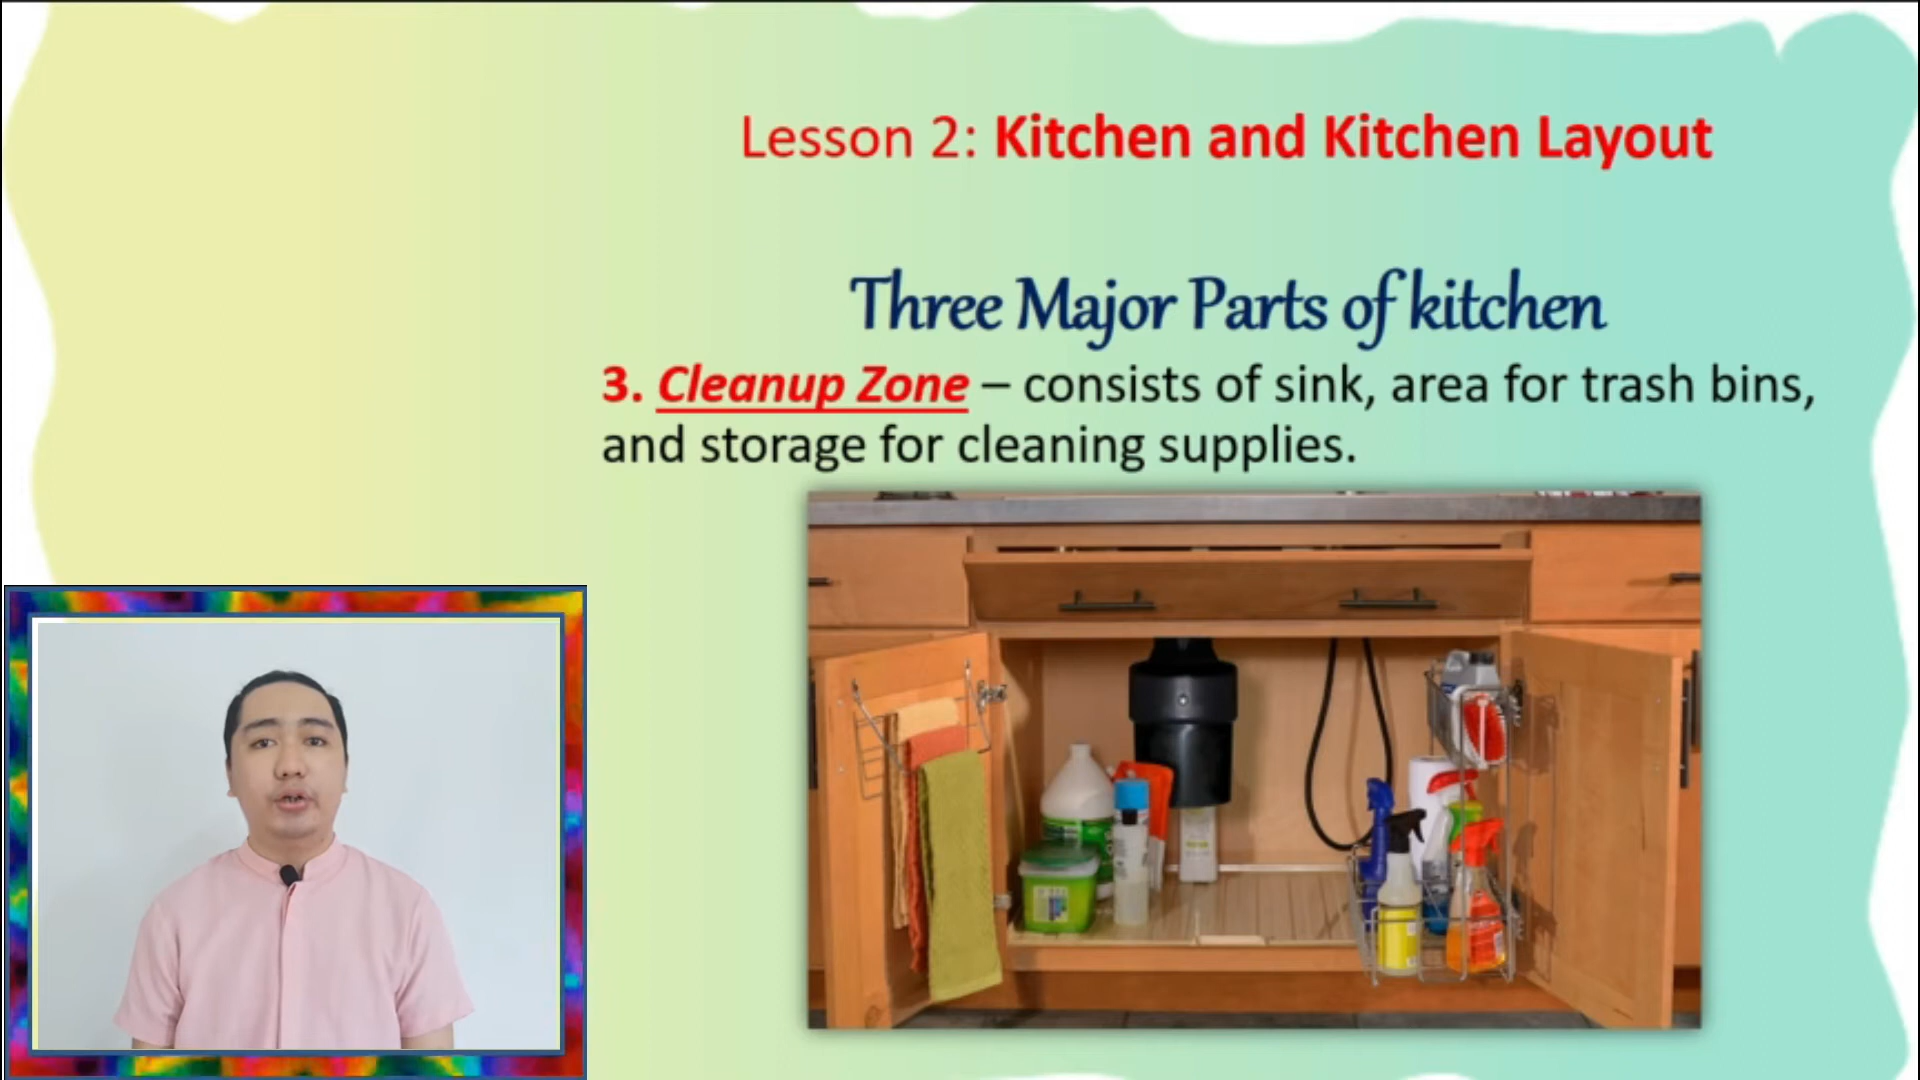 Lesson 2: Kitchen and Kitchen Layout
Three Major Parts of kitchen
3. Cleanup Zone – consists of sink, area for trash bins,
and storage for cleaning supplies.